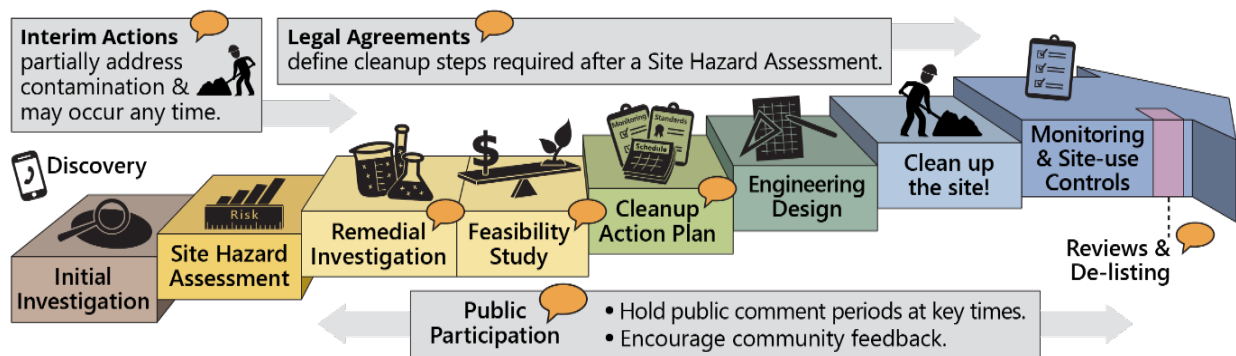 Interim Actions
partially address
contamination &
may occur any time.
Legal Agreements
define cleanup steps required after a Site Hazard Assessment.
Discovery
Initial
Investigation
Risk
Site Hazard
Assessment
Remedial
Investigation
$
Feasibility
Study
Monitoring
Standards
Schedule
Cleanup
Action Plan
Engineering
Design
Clean up
the site!
Monitoring
& Site-use
Controls
Reviews &
De-listing
Public
Participation
• Hold public comment periods at key times.
• Encourage community feedback.